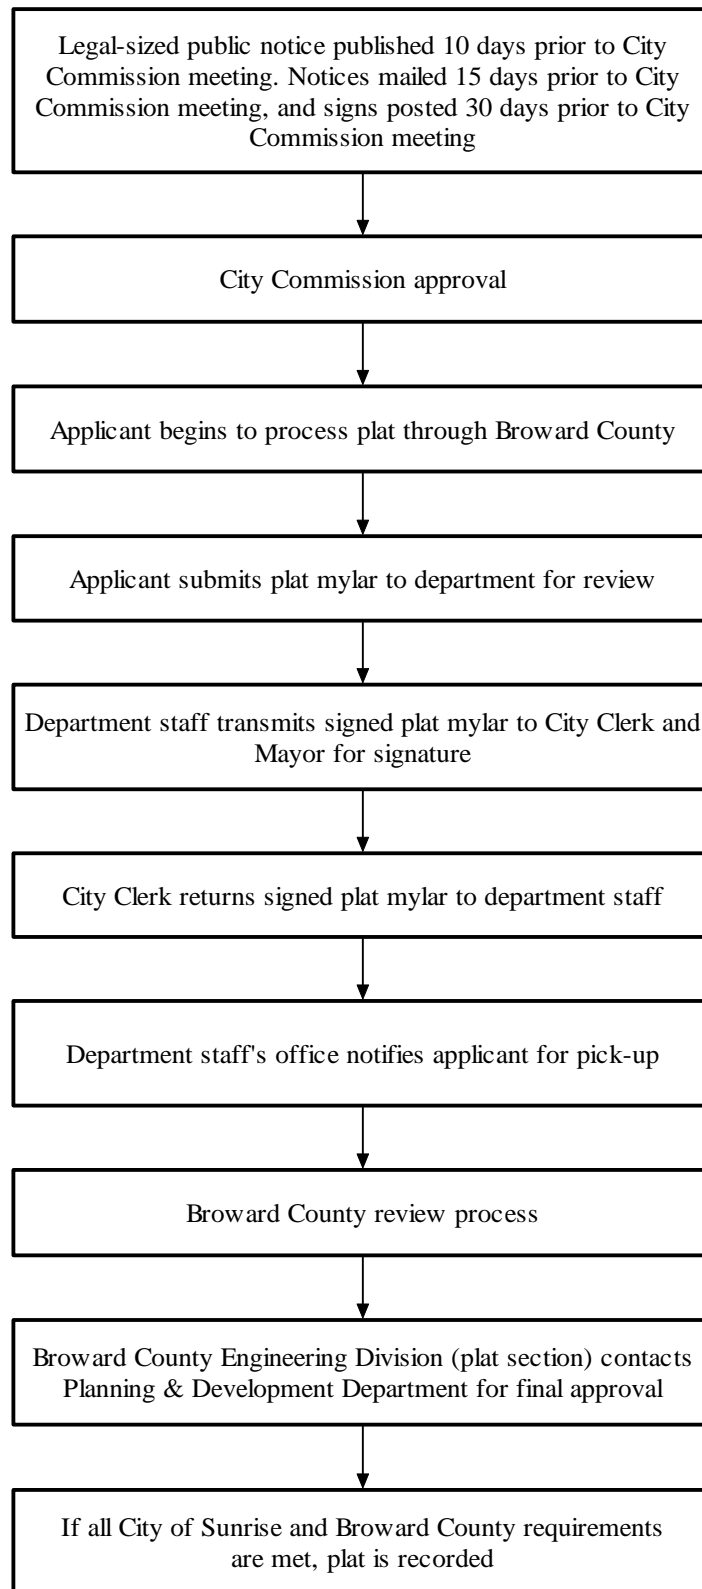 Legal-sized public notice published 10 days prior to City
Commission meeting. Notices mailed 15 days prior to City
Commission meeting, and signs posted 30 days prior to City
Commission meeting
City Commission approval
Applicant begins to process plat through Broward County
Applicant submits plat mylar to department for review
Department staff transmits signed plat mylar to City Clerk and
Mayor for signature
City Clerk returns signed plat mylar to department staff
Department staff's office notifies applicant for pick-up
Broward County review process
Broward County Engineering Division (plat section) contacts
Planning & Development Department for final approval
If all City of Sunrise and Broward County requirements
are met, plat is recorded